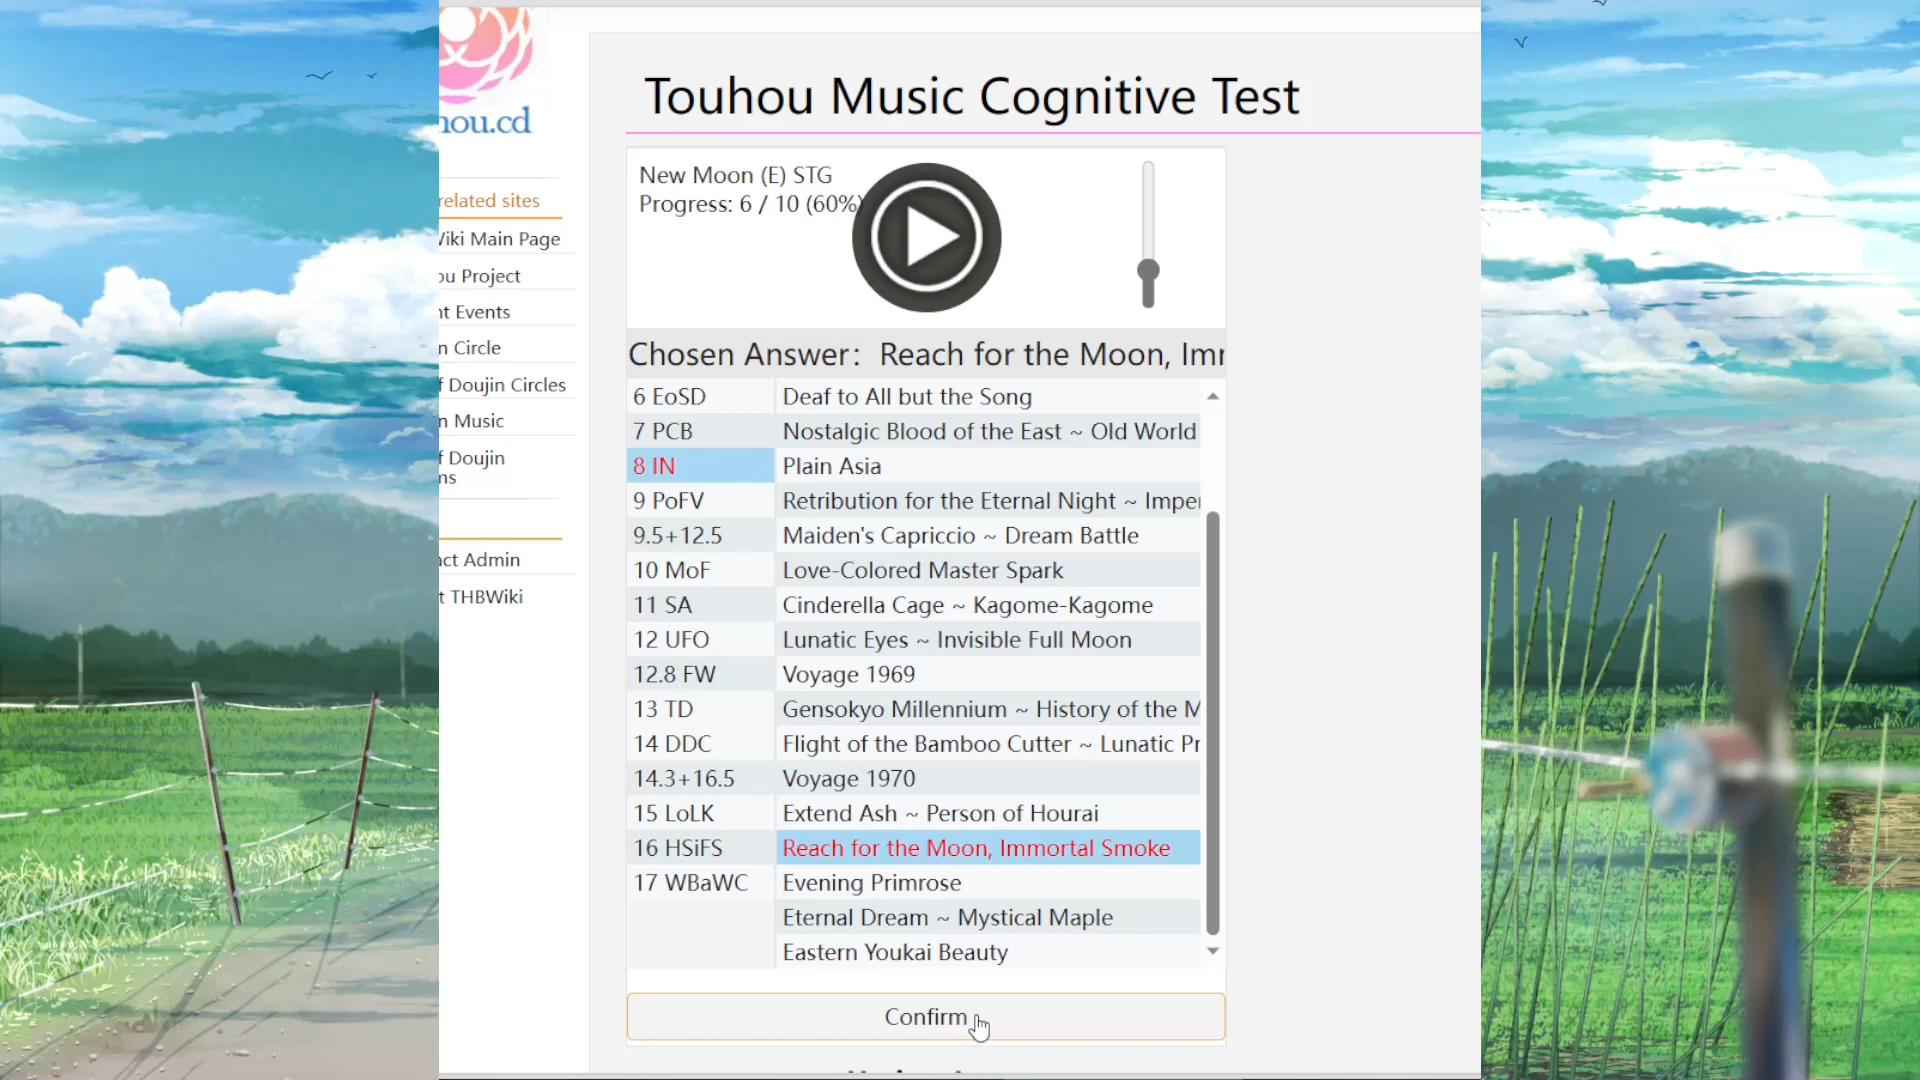 hou.cd
related sites
Wiki Main Page
ou Project
nt Events
n Circle
f Doujin Circles
n Music
f Doujin
ns
act Admin
t THBWiki
Touhou Music Cognitive Test
New Moon (E) STG
Progress: 6 / 10 (60%)
Chosen Answer: Reach for the Moon, Imm
6 EoSD
7 PCB
8 IN
9 PoFV
9.5+12.5
10 MoF
11 SA
12 UFO
12.8 FW
13 TD
14 DDC
14.3+16.5
15 LoLK
16 HSiFS
17 WBaWC
Deaf to All but the Song
Nostalgic Blood of the East ~ Old World
Plain Asia
Retribution for the Eternal Night ~ Imper
Maiden's Capriccio ~ Dream Battle
Love-Colored Master Spark
Cinderella Cage ~ Kagome-Kagome
Lunatic Eyes ~ Invisible Full Moon
Voyage 1969
Gensokyo Millennium ~ History of the M
Flight of the Bamboo Cutter ~ Lunatic Pr
Voyage 1970
Extend Ash ~ Person of Hourai
Reach for the Moon, Immortal Smoke
Evening Primrose
Eternal Dream ~ Mystical Maple
Eastern Youkai Beauty
Confirm